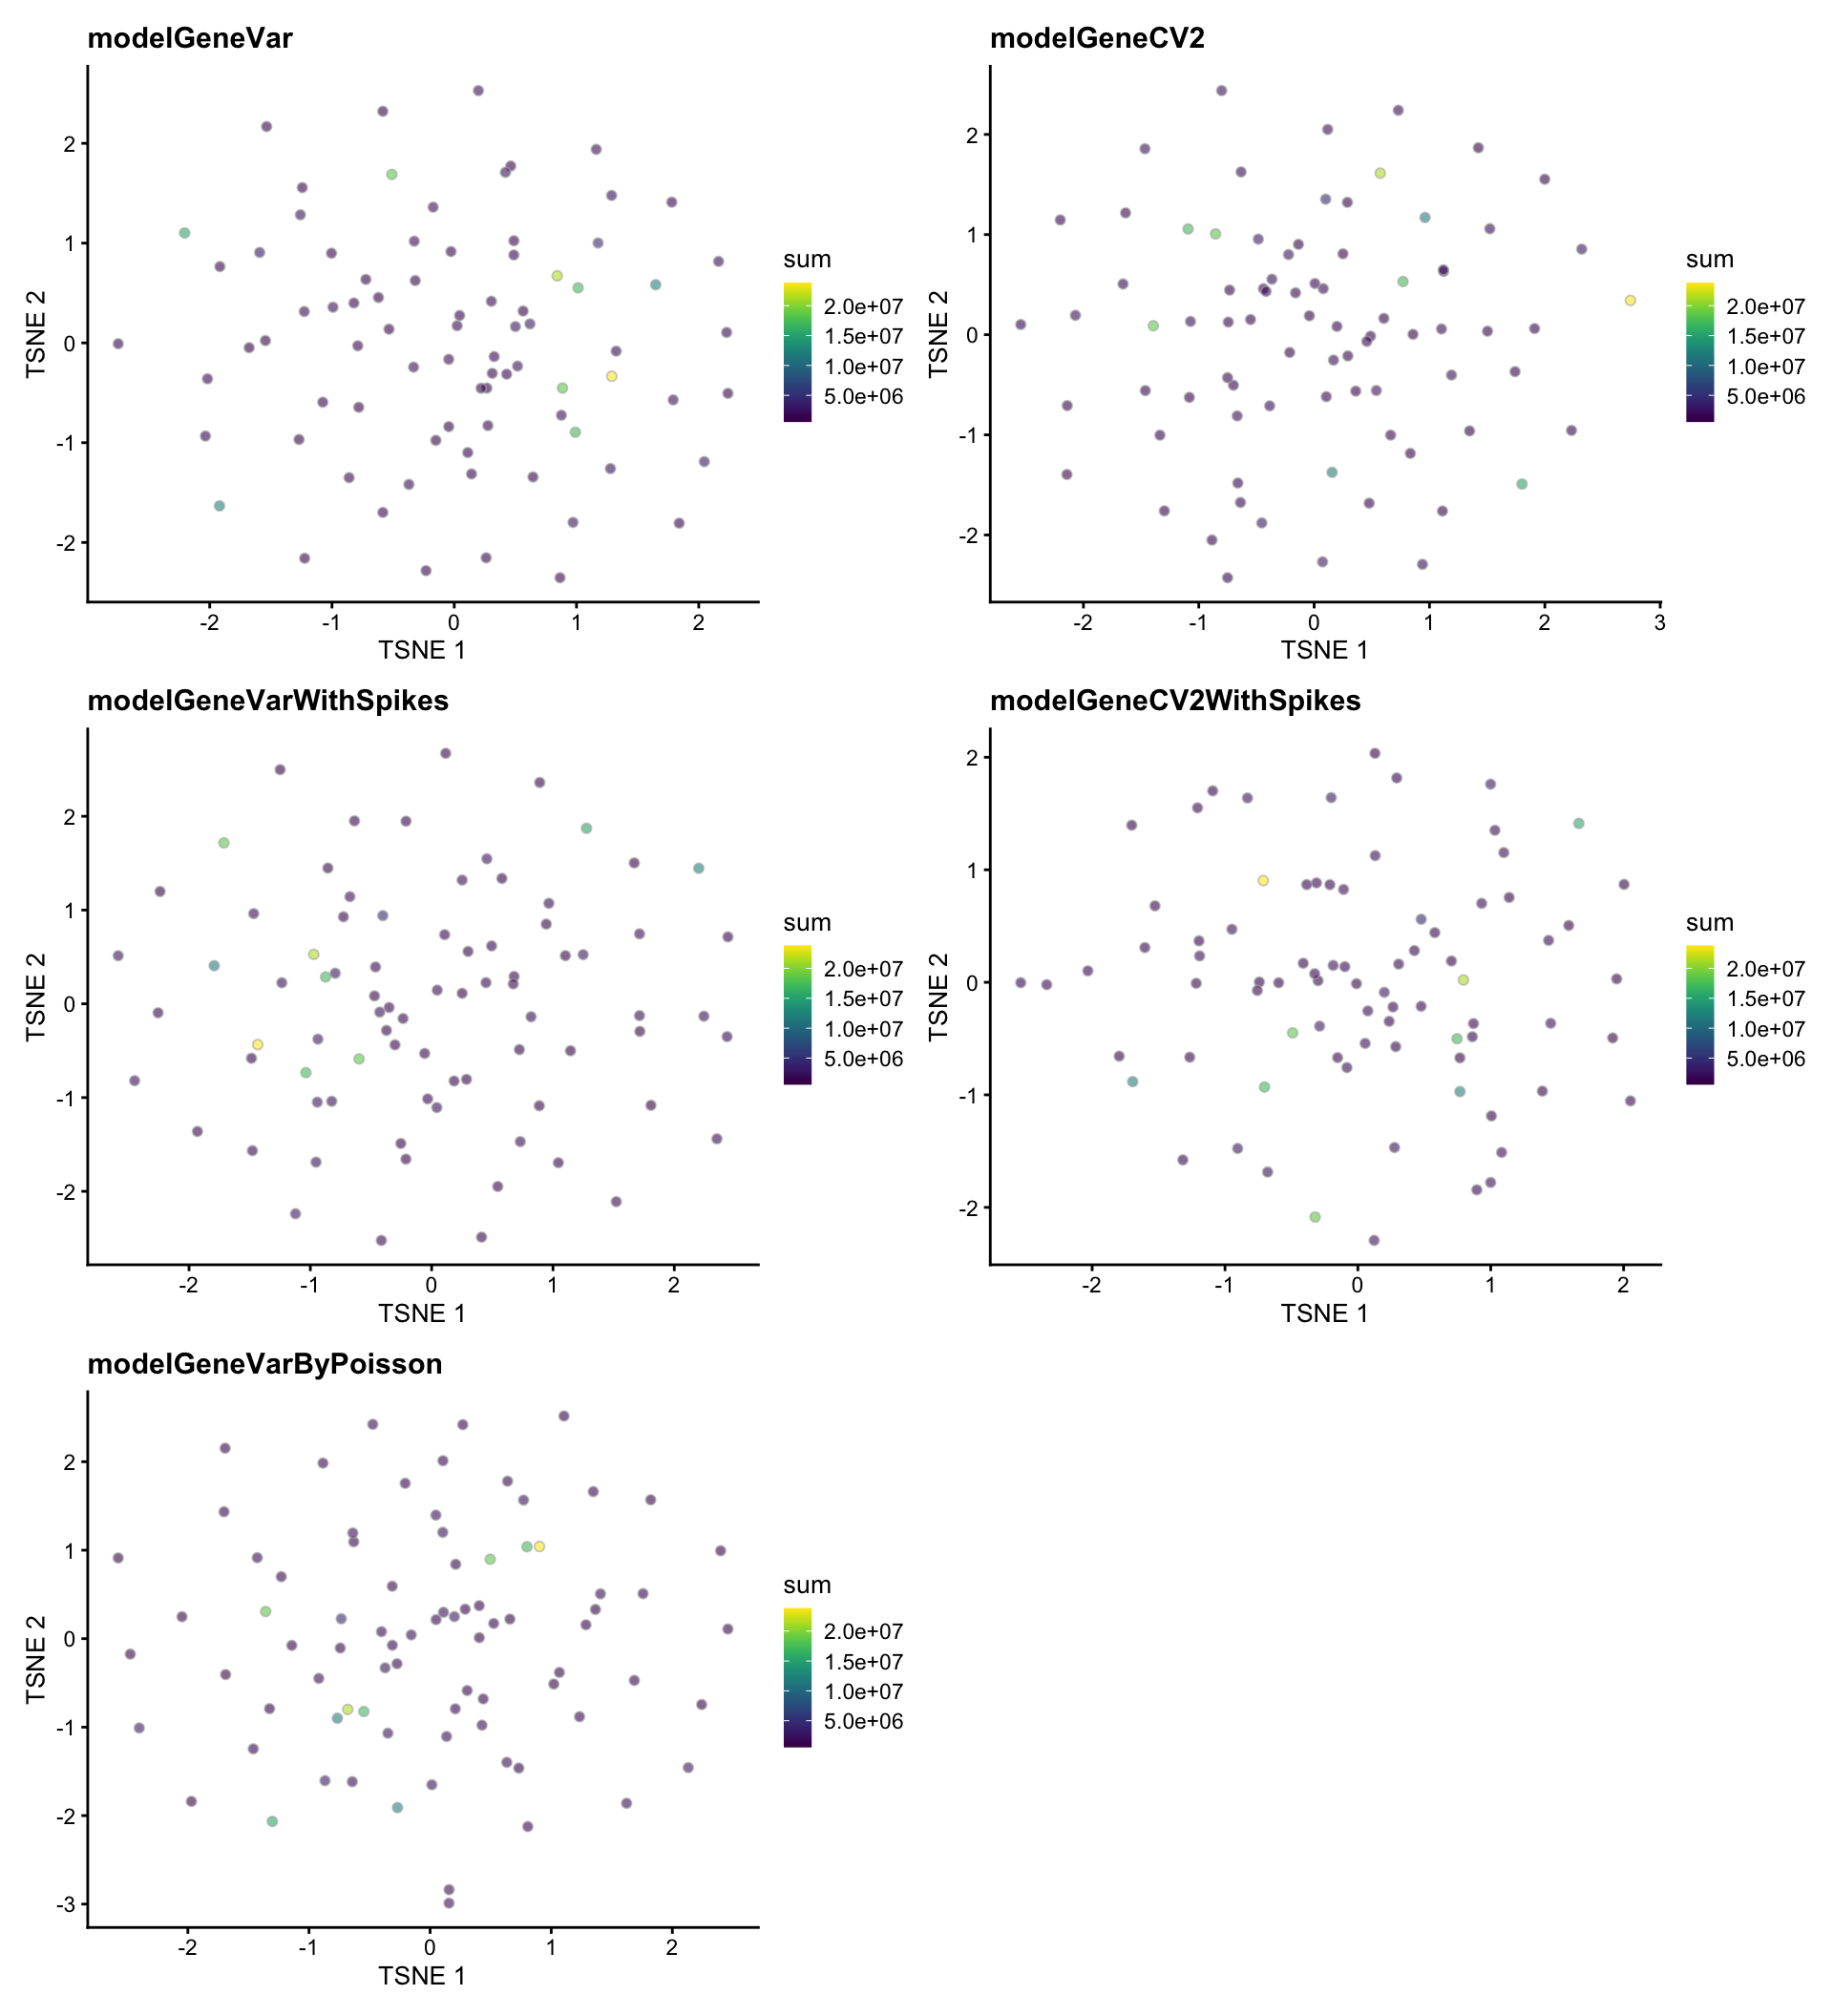 modelGeneVar
2
1
0
-1
-2
TSNE 2
-2 -1 0 1 2
TSNE 1
sum
2.0e+07
1.5e+07
1.0e+07
5.0e+06
modelGeneCV2
2
1
0
-1
-2
TSNE 2
-2 -1 0 1 2 3
TSNE 1
sum
2.0e+07
1.5e+07
1.0e+07
5.0e+06
modelGeneVarWithSpikes
2
1
0
-1
-2
TSNE 2
-2 -1 0 1 2
TSNE 1
sum
2.0e+07
1.5e+07
1.0e+07
5.0e+06
modelGeneCV2WithSpikes
2
1
0
-1
-2
TSNE 2
-2 -1 0 1 2
TSNE 1
sum
2.0e+07
1.5e+07
1.0e+07
5.0e+06
modelGeneVarByPoisson
2
1
0
-1
-2
-3
TSNE 2
-2 -1 0 1 2
TSNE 1
sum
2.0e+07
1.5e+07
1.0e+07
5.0e+06